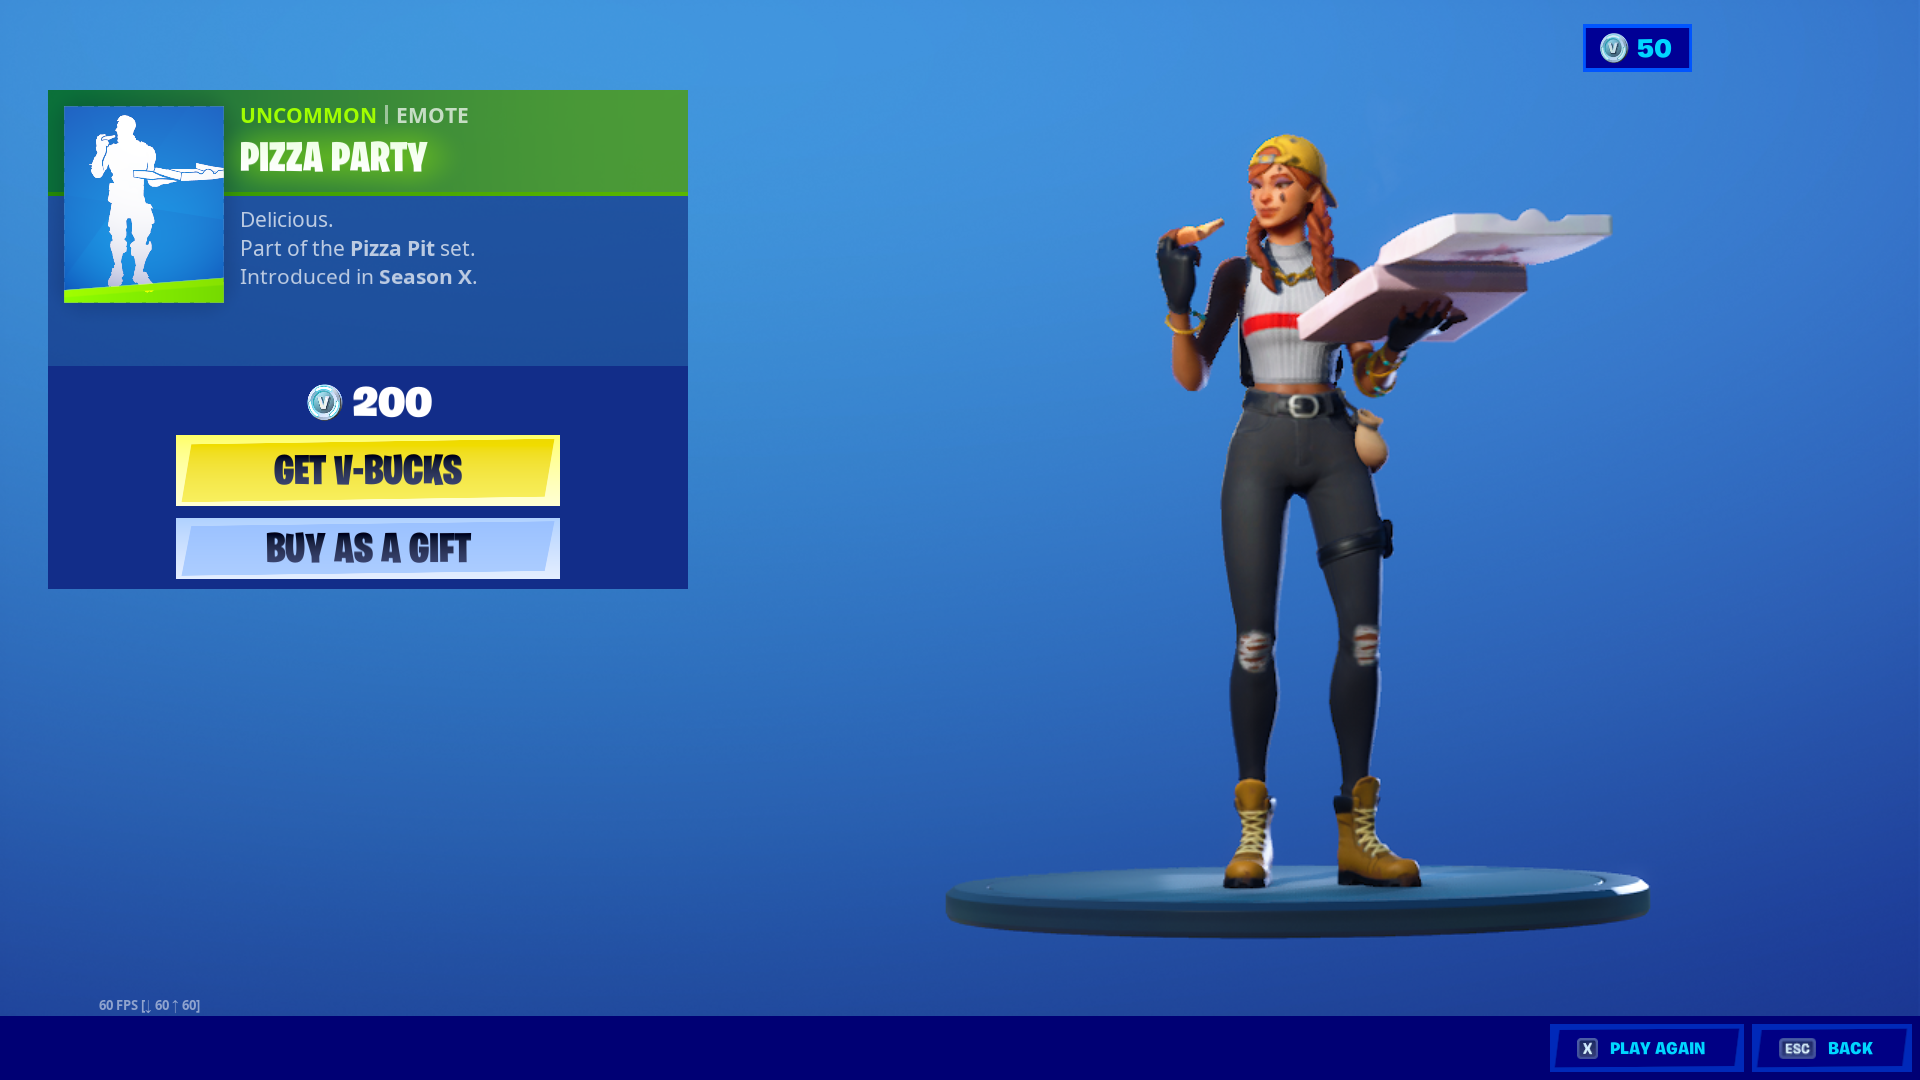 50
UNCOMMON | EMOTE
PIZZA PARTY
Delicious.
Part of the Pizza Pit set.
Introduced in Season X.
V 200
GET V-BUCKS
BUY AS A GIFT
60 FPS [↓ 60 ↑ 60]
X PLAY AGAIN
ESC BACK